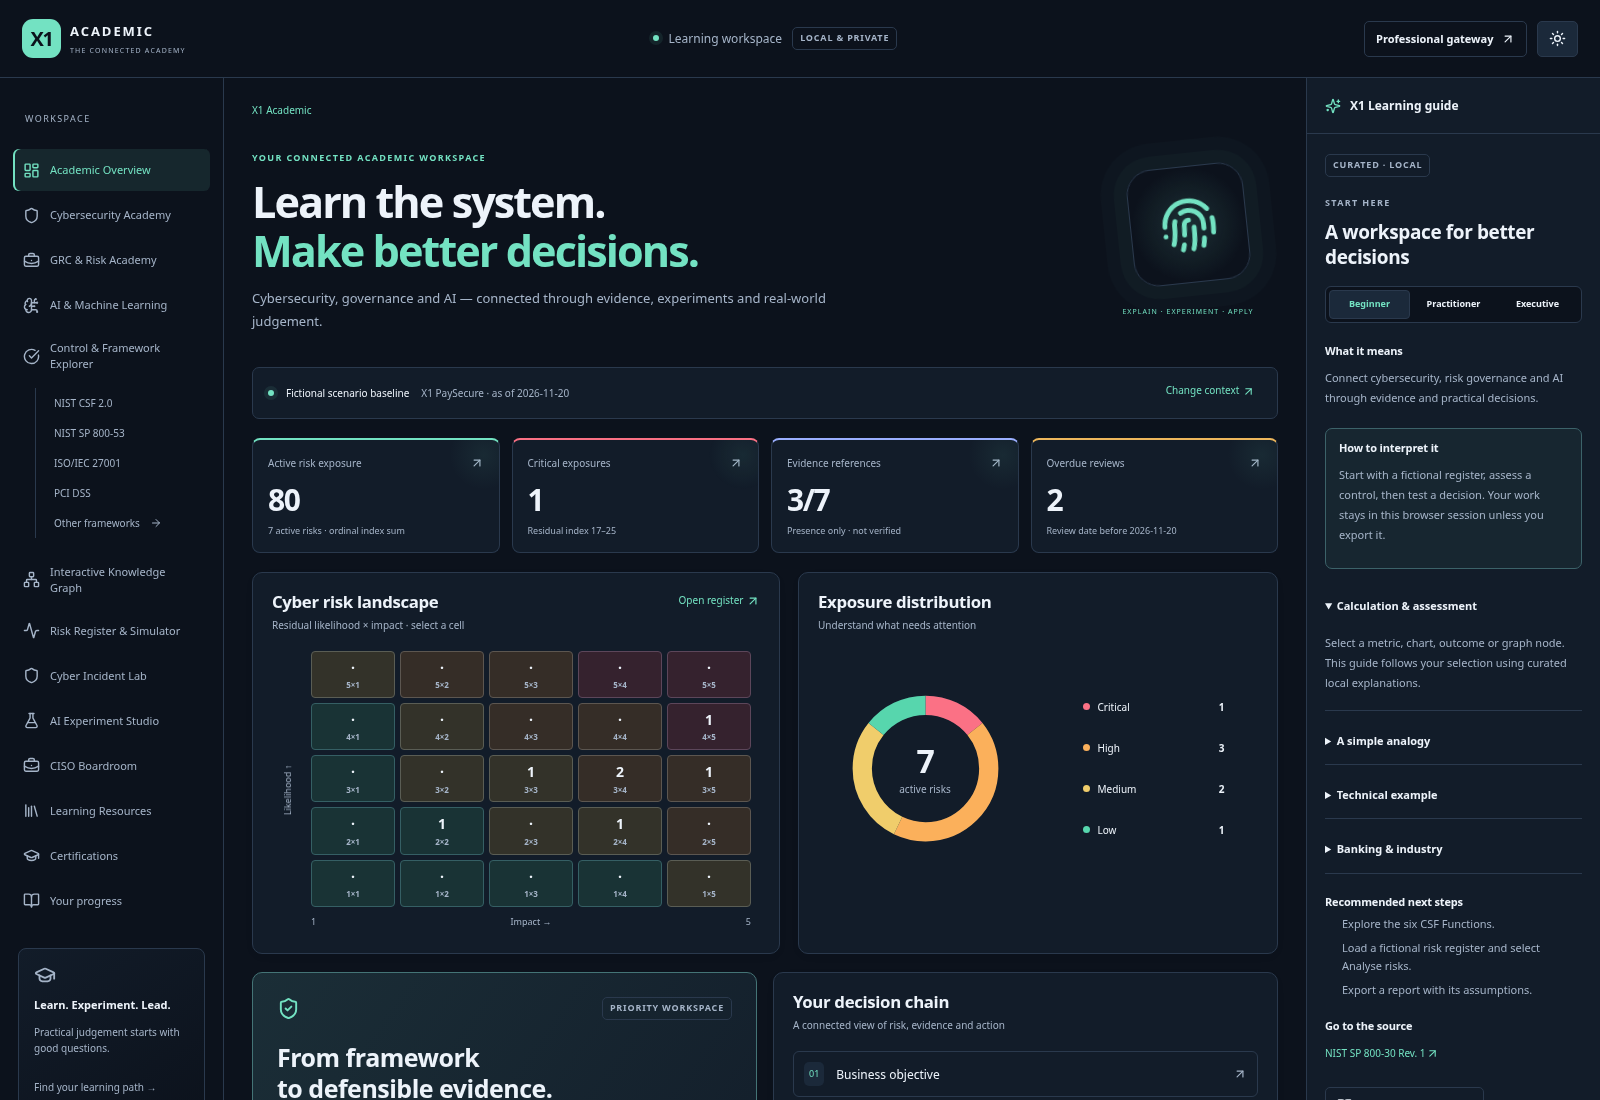 X1
ACADEMIC
THE CONNECTED ACADEMY
Learning workspace
LOCAL & PRIVATE
Professional gateway
WORKSPACE
Academic Overview
Cybersecurity Academy
GRC & Risk Academy
AI & Machine Learning
Control & Framework
Explorer
NIST CSF 2.0
NIST SP 800-53
ISO/IEC 27001
PCI DSS
Other frameworks →
Interactive Knowledge
Graph
Risk Register & Simulator
Cyber Incident Lab
AI Experiment Studio
CISO Boardroom
Learning Resources
Certifications
Your progress
Learn. Experiment. Lead.
Practical judgement starts with
good questions.
Find your learning path →
X1 Academic
YOUR CONNECTED ACADEMIC WORKSPACE
Learn the system.
Make better decisions.
Cybersecurity, governance and AI — connected through evidence, experiments and real-world
judgement.
EXPLAIN · EXPERIMENT · APPLY
Fictional scenario baseline
X1 PaySecure · as of 2026-11-20
Change context
Active risk exposure
80
7 active risks · ordinal index sum
Critical exposures
1
Residual index 17–25
Evidence references
3/7
Presence only · not verified
Overdue reviews
2
Review date before 2026-11-20
Cyber risk landscape
Residual likelihood × impact · select a cell
Open register
Likelihood ↑
· · · · ·
5×1 5×2 5×3 5×4 5×5
· · · · 1
4×1 4×2 4×3 4×4 4×5
· · 1 2 1
3×1 3×2 3×3 3×4 3×5
· 1 · 1 ·
2×1 2×2 2×3 2×4 2×5
· · · · ·
1×1 1×2 1×3 1×4 1×5
1 Impact → 5
Exposure distribution
Understand what needs attention
7
active risks
Critical 1
High 3
Medium 2
Low 1
PRIORITY WORKSPACE
From framework
to defensible evidence.
Your decision chain
A connected view of risk, evidence and action
01 Business objective
X1 Learning guide
CURATED · LOCAL
START HERE
A workspace for better
decisions
Beginner Practitioner Executive
What it means
Connect cybersecurity, risk governance and AI
through evidence and practical decisions.
How to interpret it
Start with a fictional register, assess a
control, then test a decision. Your work
stays in this browser session unless you
export it.
▼ Calculation & assessment
Select a metric, chart, outcome or graph node.
This guide follows your selection using curated
local explanations.
▶ A simple analogy
▶ Technical example
▶ Banking & industry
Recommended next steps
Explore the six CSF Functions.
Load a fictional risk register and select
Analyse risks.
Export a report with its assumptions.
Go to the source
NIST SP 800-30 Rev. 1